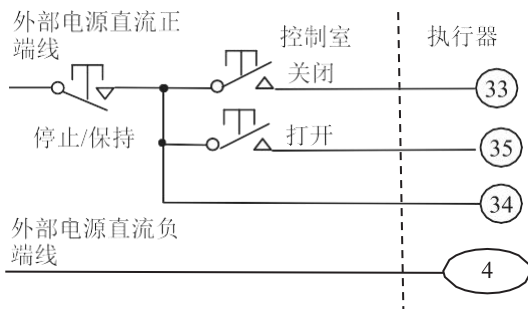 外部电源直流正
端线
控制室
执行器
关闭
33
停止/保持
打开
35
34
外部电源直流负
端线
4